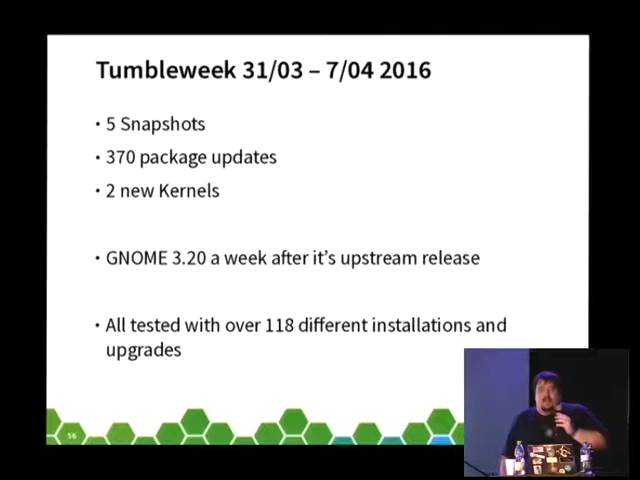 Tumbleweek 31/03 – 7/04 2016
• 5 Snapshots
• 370 package updates
• 2 new Kernels
• GNOME 3.20 a week after it’s upstream release
• All tested with over 118 different installations and
upgrades
56